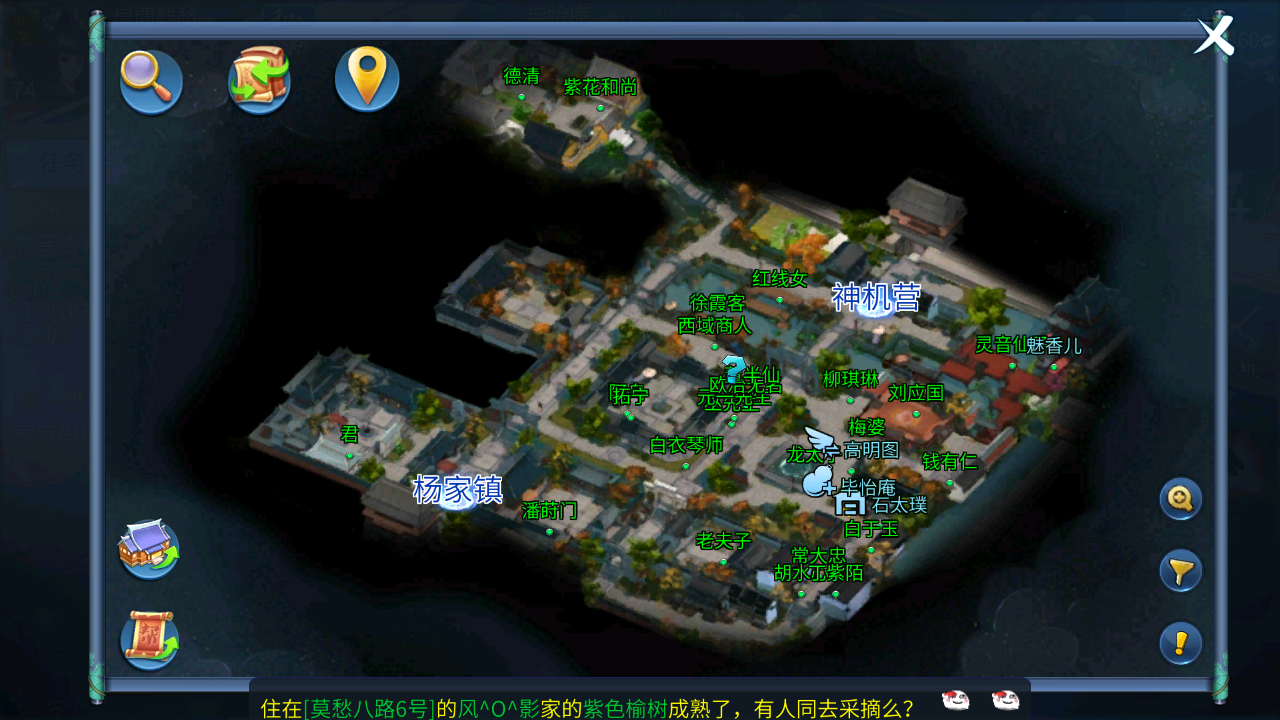 德清
紫花和尚
红线女
神机营
徐霞客
西域商人
灵音仙
魅香儿
半仙
柳琪琳
刘应国
君
白衣琴师
梅婆
高明图
龙太
钱有仁
杨家镇
毕怡庵
石太璞
潘莳门
白于玉
老夫子
常大忠
紫陌
住在[莫愁八路6号]的风^O^影家的紫色榆树成熟了，有人同去采摘么？